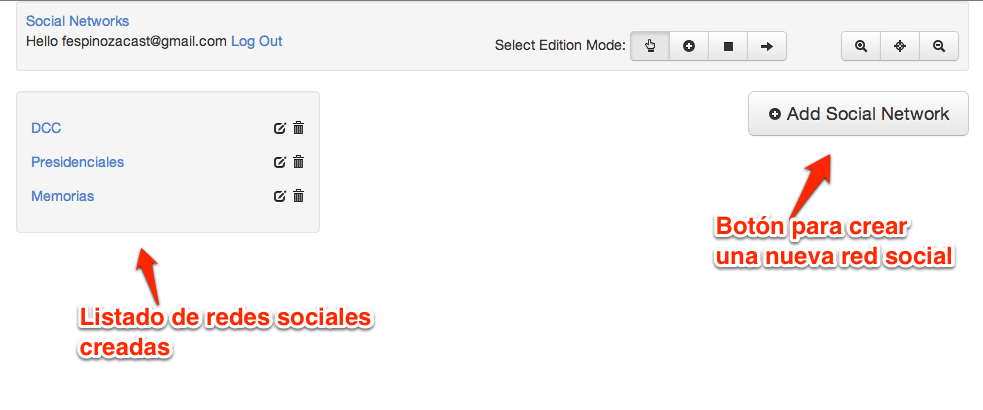 Social Networks
Hello fespinozacast@gmail.com Log Out
Select Edition Mode:
Add Social Network
DCC
Presidenciales
Memorias
Botón para crear
una nueva red social
Listado de redes sociales
creadas